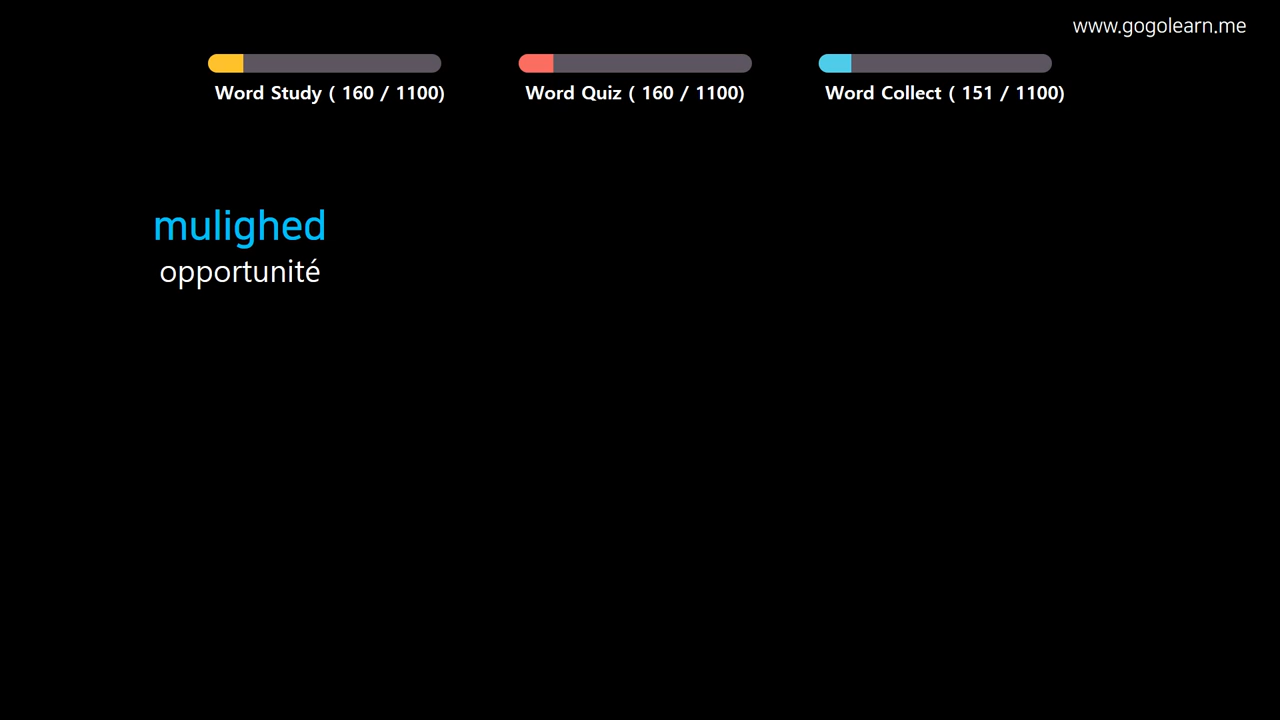 www.gogolearn.me
Word Study ( 160 / 1100)
Word Quiz ( 160 / 1100)
Word Collect ( 151 / 1100)
mulighed
opportunité